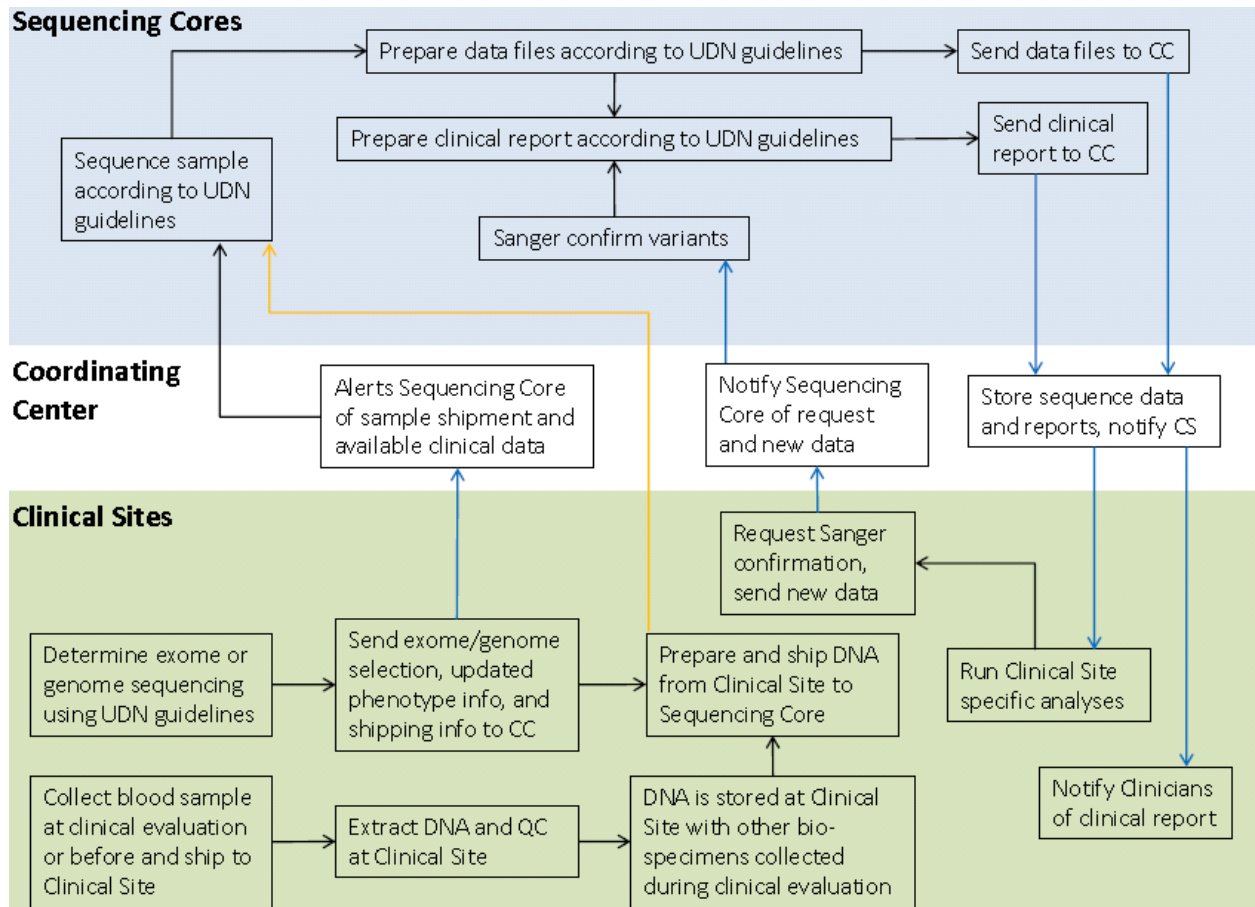 Sequencing Cores
Prepare data files according to UDN guidelines
Send data files to CC
Prepare clinical report according to UDN guidelines
Send clinical
report to CC
Sequence sample
according to UDN
guidelines
Sanger confirm variants
Coordinating
Center
Alerts Sequencing Core
of sample shipment and
available clinical data
Notify Sequencing
Core of request
and new data
Store sequence data
and reports, notify CS
Clinical Sites
Request Sanger
confirmation,
send new data
Determine exome or
genome sequencing
using UDN guidelines
Send exome/genome
selection, updated
phenotype info, and
shipping info to CC
Prepare and ship DNA
from Clinical Site to
Sequencing Core
Run Clinical Site
specific analyses
Collect blood sample
at clinical evaluation
or before and ship to
Clinical Site
Extract DNA and QC
at Clinical Site
DNA is stored at Clinical
Site with other bio-
specimens collected
during clinical evaluation
Notify Clinicians
of clinical report